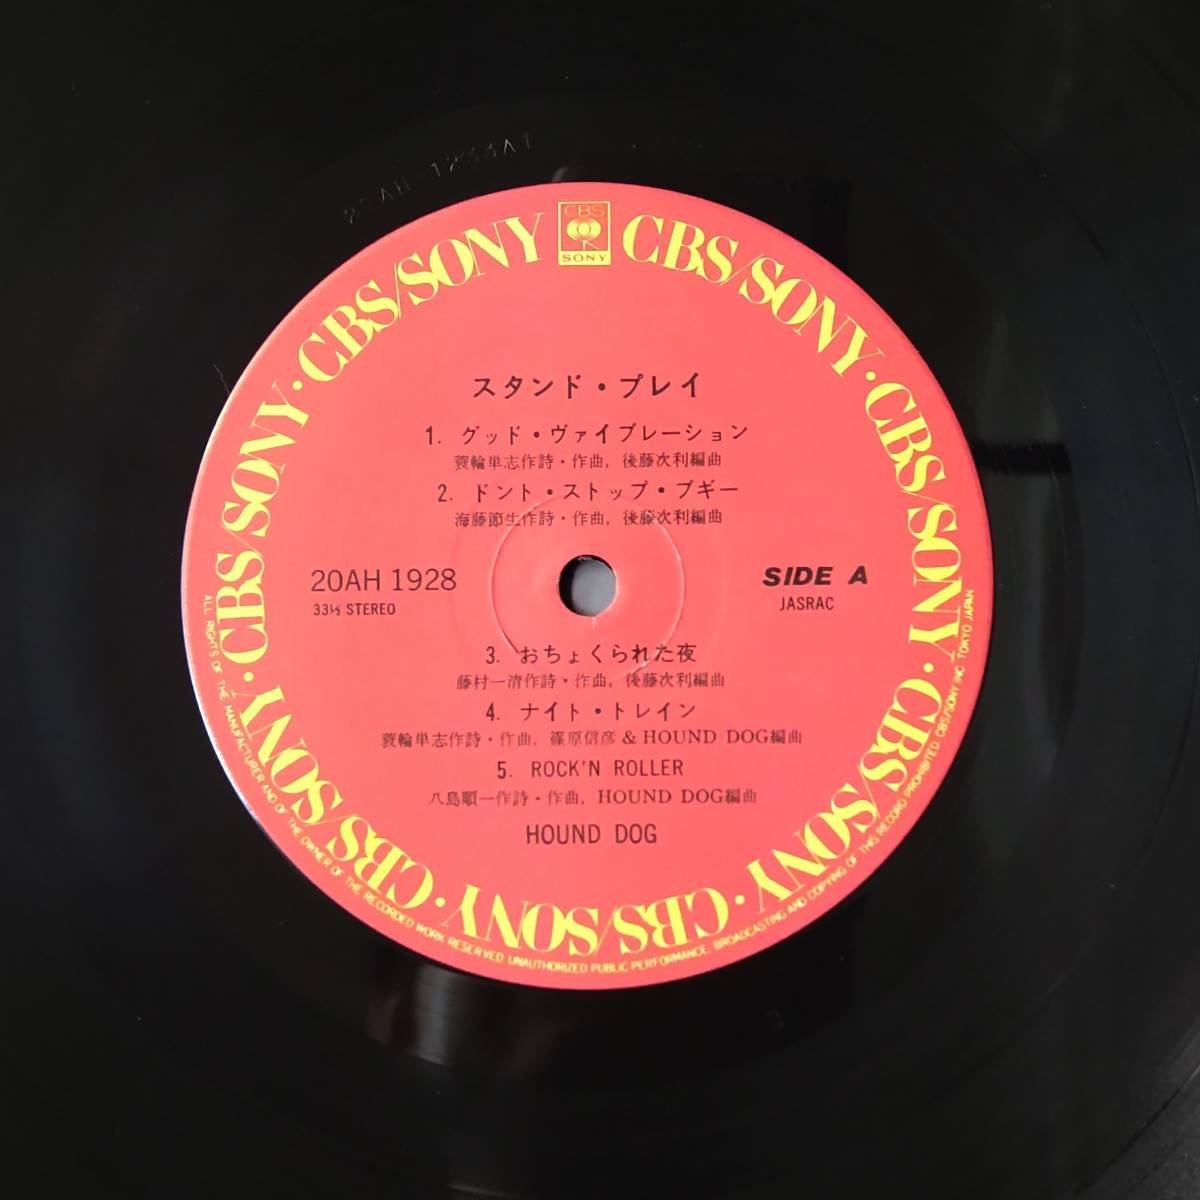 CBS
SONY
CBS/SONY · CBS/SONY · CBS/SONY · CBS/SONY · CBS/SONY · CBS/SONY · CBS/SONY · CBS/SONY · CBS/SONY
スタンド・プレイ
1. グッド・ヴァイブレーション
蓑輪単志作詩・作曲, 後藤次利編曲
2. ドント・ストップ・ブギー
海藤節生作詩・作曲, 後藤次利編曲
20AH 1928
33⅓ STEREO
SIDE A
JASRAC
3. おちょくられた夜
藤村一清作詩・作曲, 後藤次利編曲
4. ナイト・トレイン
蓑輪単志作詩・作曲, 篠原信彦 & HOUND DOG編曲
5. ROCK'N ROLLER
八島順一作詩・作曲, HOUND DOG編曲
HOUND DOG
ALL RIGHTS OF THE MANUFACTURER AND OF THE OWNER OF THE RECORDED WORK RESERVED UNAUTHORIZED PUBLIC PERFORMANCE, BROADCASTING AND COPYING OF THIS RECORD PROHIBITED CBS/SONY INC. TOKYO JAPAN